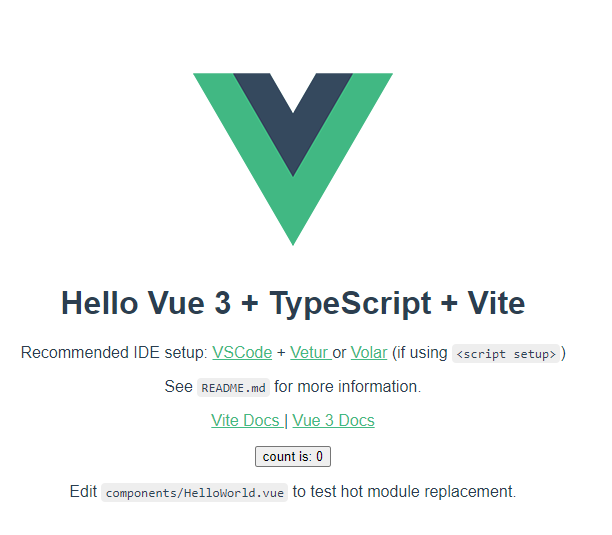 Hello Vue 3 + TypeScript + Vite
Recommended IDE setup: VSCode + Vetur or Volar (if using <script setup>)
See README.md for more information.
Vite Docs | Vue 3 Docs
count is: 0
Edit components/HelloWorld.vue to test hot module replacement.